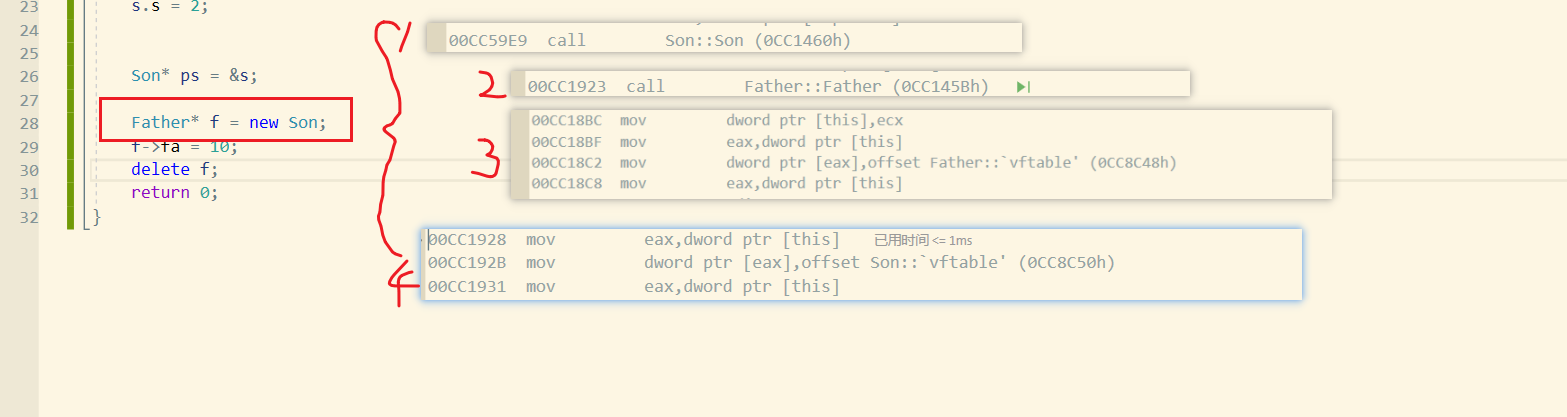 23 s.s = 2;
24
25
26 Son* ps = &s;
27
28 Father* f = new Son;
29 f->fa = 10;
30 delete f;
31 return 0;
32 }
1
00CC59E9 call Son::Son (0CC1460h)
2
00CC1923 call Father::Father (0CC145Bh)
3
00CC18BC mov dword ptr [this],ecx
00CC18BF mov eax,dword ptr [this]
00CC18C2 mov dword ptr [eax],offset Father::`vftable' (0CC8C48h)
00CC18C8 mov eax,dword ptr [this]
4
00CC1928 mov eax,dword ptr [this] 已用时间 <= 1ms
00CC192B mov dword ptr [eax],offset Son::`vftable' (0CC8C50h)
00CC1931 mov eax,dword ptr [this]